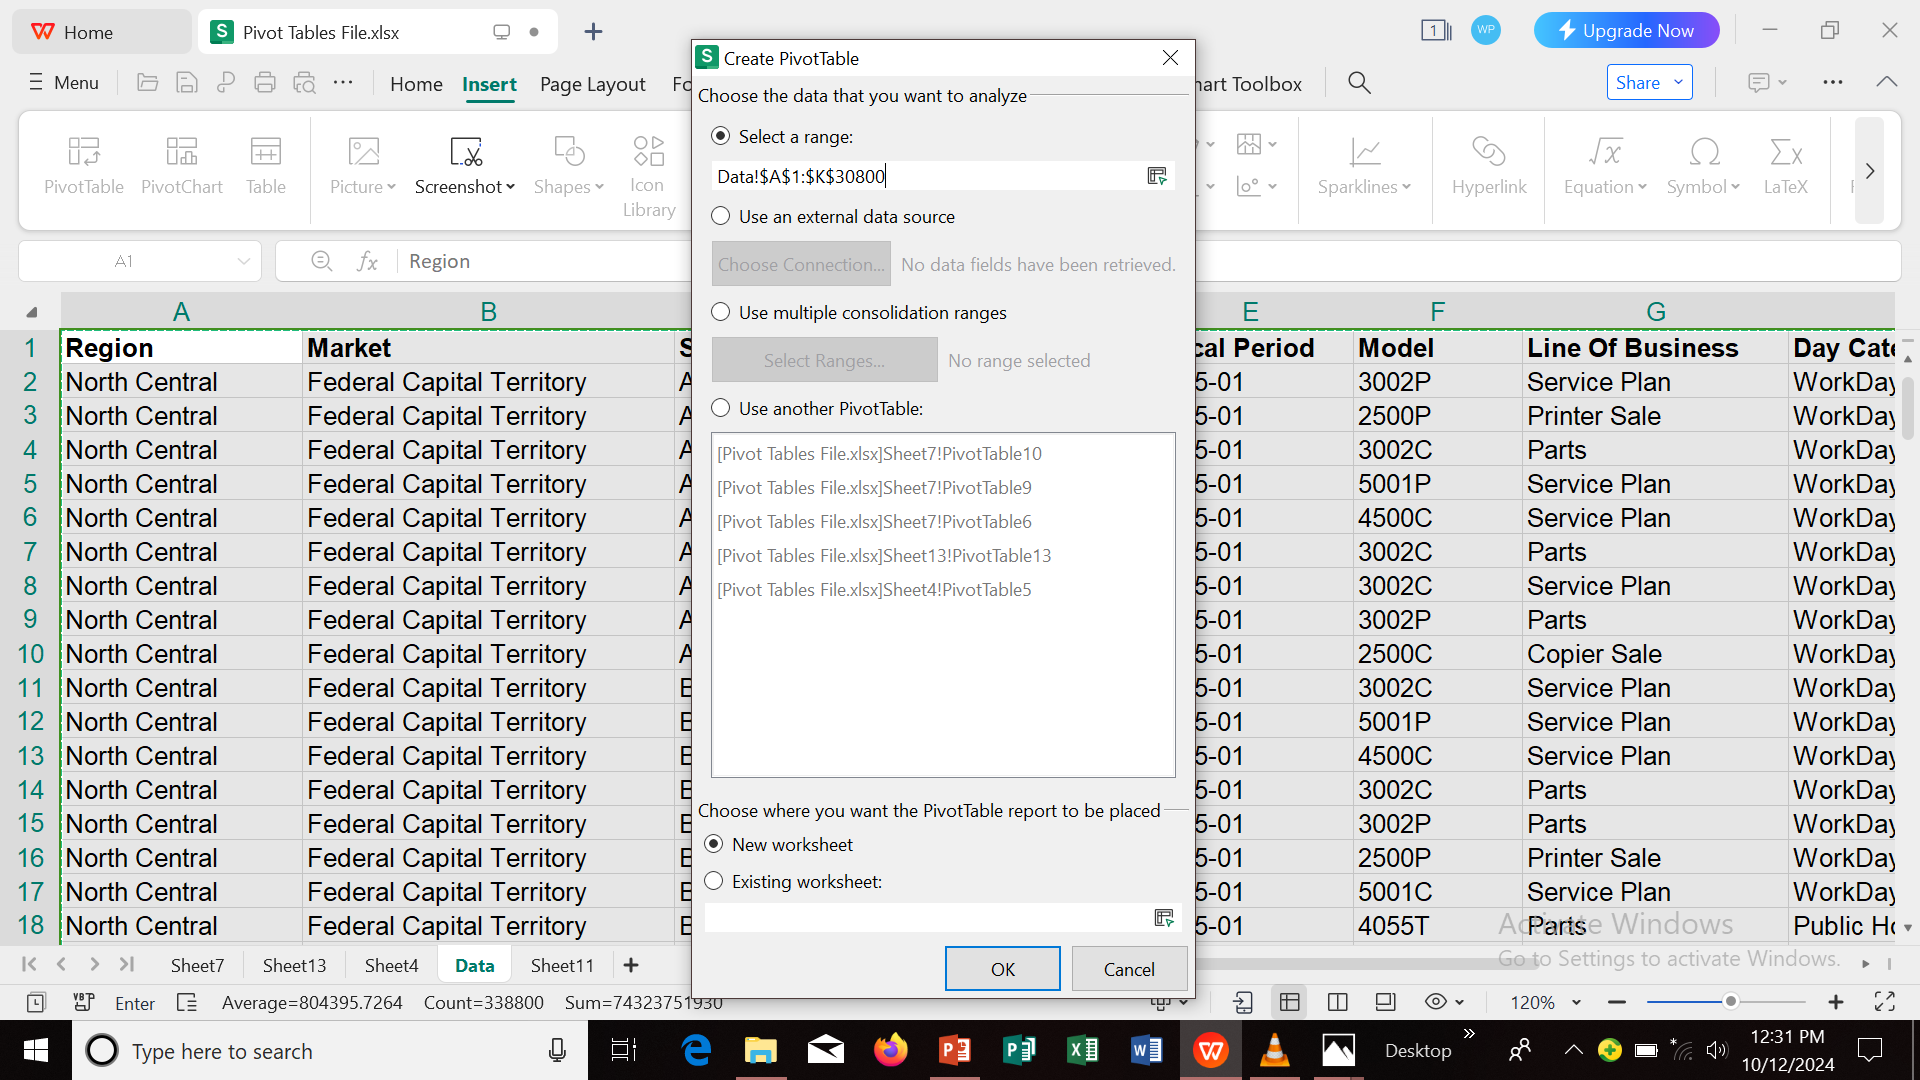 Home
Pivot Tables File.xlsx
WP
Upgrade Now
Menu
Home
Insert
Page Layout
Fo
art Toolbox
Share
PivotTable
PivotChart
Table
Picture
Screenshot
Shapes
Icon
Library
Sparklines
Hyperlink
Equation
Symbol
LaTeX
A1
fx
Region
Create PivotTable
Choose the data that you want to analyze
Select a range:
Data!$A$1:$K$30800
Use an external data source
Choose Connection...
No data fields have been retrieved.
Use multiple consolidation ranges
Select Ranges...
No range selected
Use another PivotTable:
[Pivot Tables File.xlsx]Sheet7!PivotTable10
[Pivot Tables File.xlsx]Sheet7!PivotTable9
[Pivot Tables File.xlsx]Sheet7!PivotTable6
[Pivot Tables File.xlsx]Sheet13!PivotTable13
[Pivot Tables File.xlsx]Sheet4!PivotTable5
Choose where you want the PivotTable report to be placed
New worksheet
Existing worksheet:
OK
Cancel
A B E F G
1 Region Market S cal Period Model Line Of Business Day Cate
2 North Central Federal Capital Territory A 5-01 3002P Service Plan WorkDay
3 North Central Federal Capital Territory A 5-01 2500P Printer Sale WorkDay
4 North Central Federal Capital Territory A 5-01 3002C Parts WorkDay
5 North Central Federal Capital Territory A 5-01 5001P Service Plan WorkDay
6 North Central Federal Capital Territory A 5-01 4500C Service Plan WorkDay
7 North Central Federal Capital Territory A 5-01 3002C Parts WorkDay
8 North Central Federal Capital Territory A 5-01 3002C Service Plan WorkDay
9 North Central Federal Capital Territory A 5-01 3002P Parts WorkDay
10 North Central Federal Capital Territory A 5-01 2500C Copier Sale WorkDay
11 North Central Federal Capital Territory B 5-01 3002C Service Plan WorkDay
12 North Central Federal Capital Territory B 5-01 5001P Service Plan WorkDay
13 North Central Federal Capital Territory B 5-01 4500C Service Plan WorkDay
14 North Central Federal Capital Territory B 5-01 3002C Parts WorkDay
15 North Central Federal Capital Territory B 5-01 3002P Parts WorkDay
16 North Central Federal Capital Territory B 5-01 2500P Printer Sale WorkDay
17 North Central Federal Capital Territory B 5-01 5001C Service Plan WorkDay
18 North Central Federal Capital Territory B 5-01 4055T Parts Public Ho
Activate Windows
Go to Settings to activate Windows.
Sheet7
Sheet13
Sheet4
Data
Sheet11
Enter
Average=804395.7264 Count=338800 Sum=74323751930
120%
Type here to search
Desktop
12:31 PM
10/12/2024